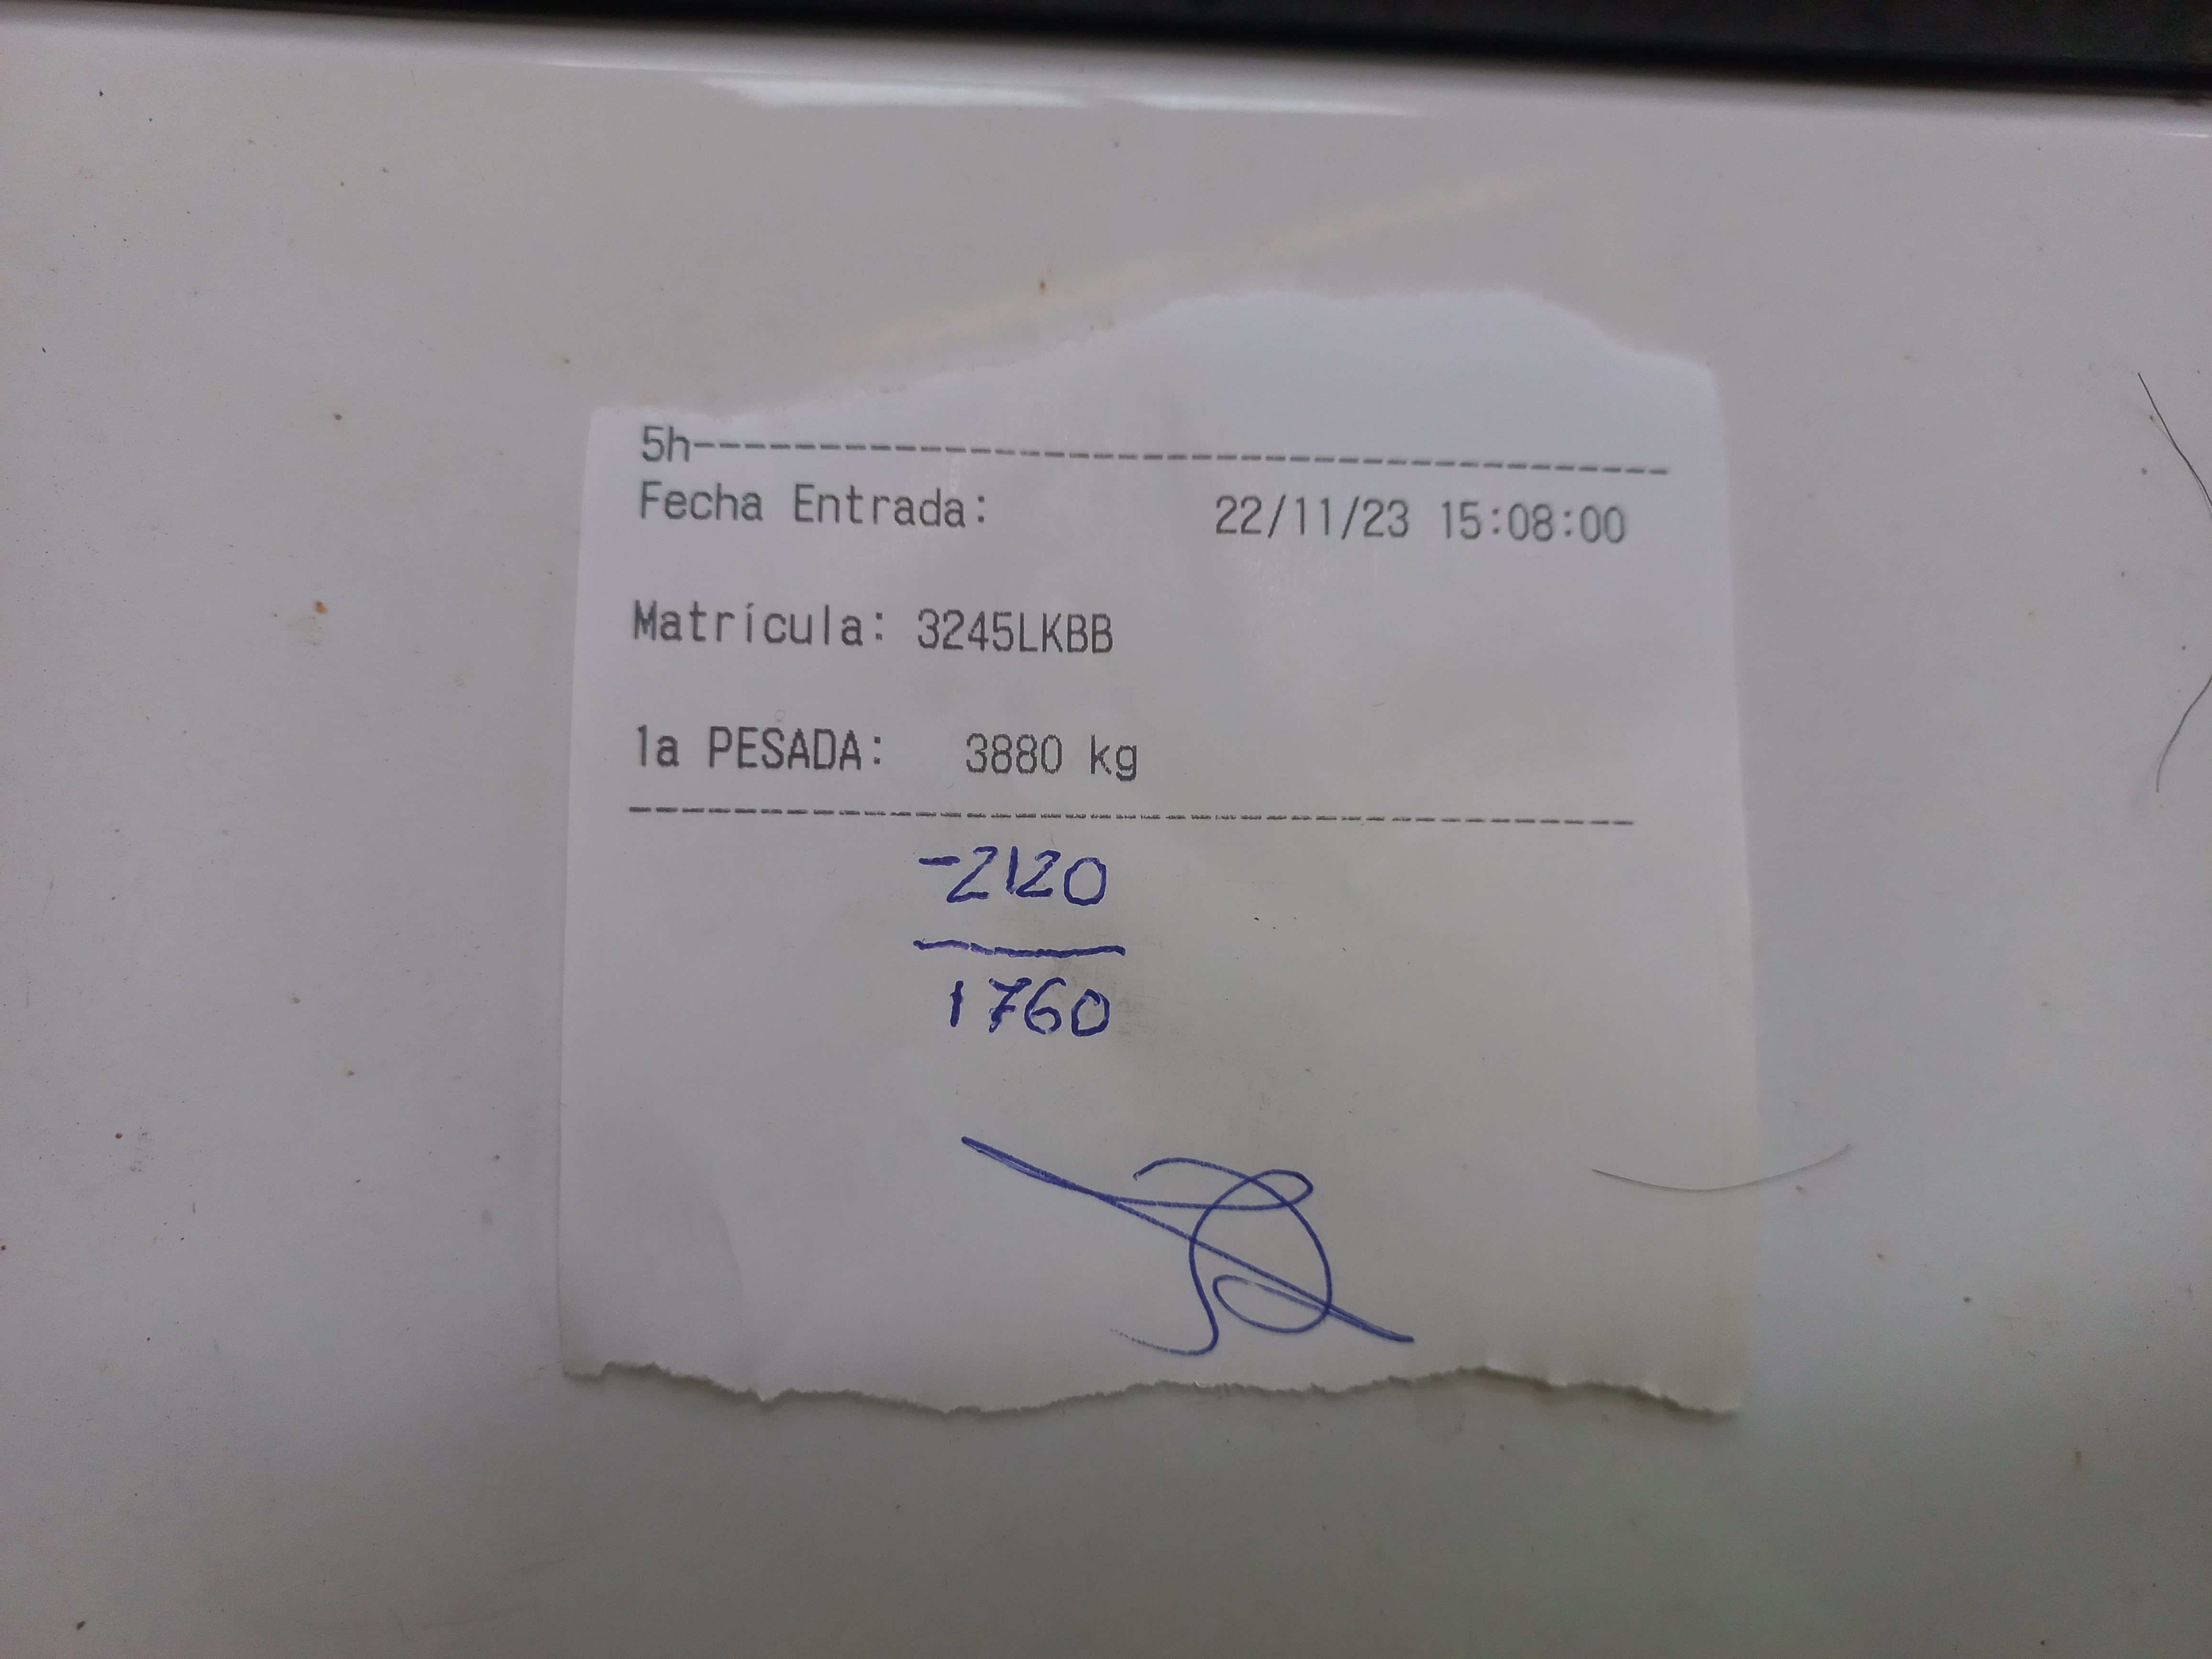 5h--------------------------------------
Fecha Entrada: 22/11/23 15:08:00
Matrícula: 3245LKBB
1a PESADA: 3880 kg
---------------------------------------
-2120
1760